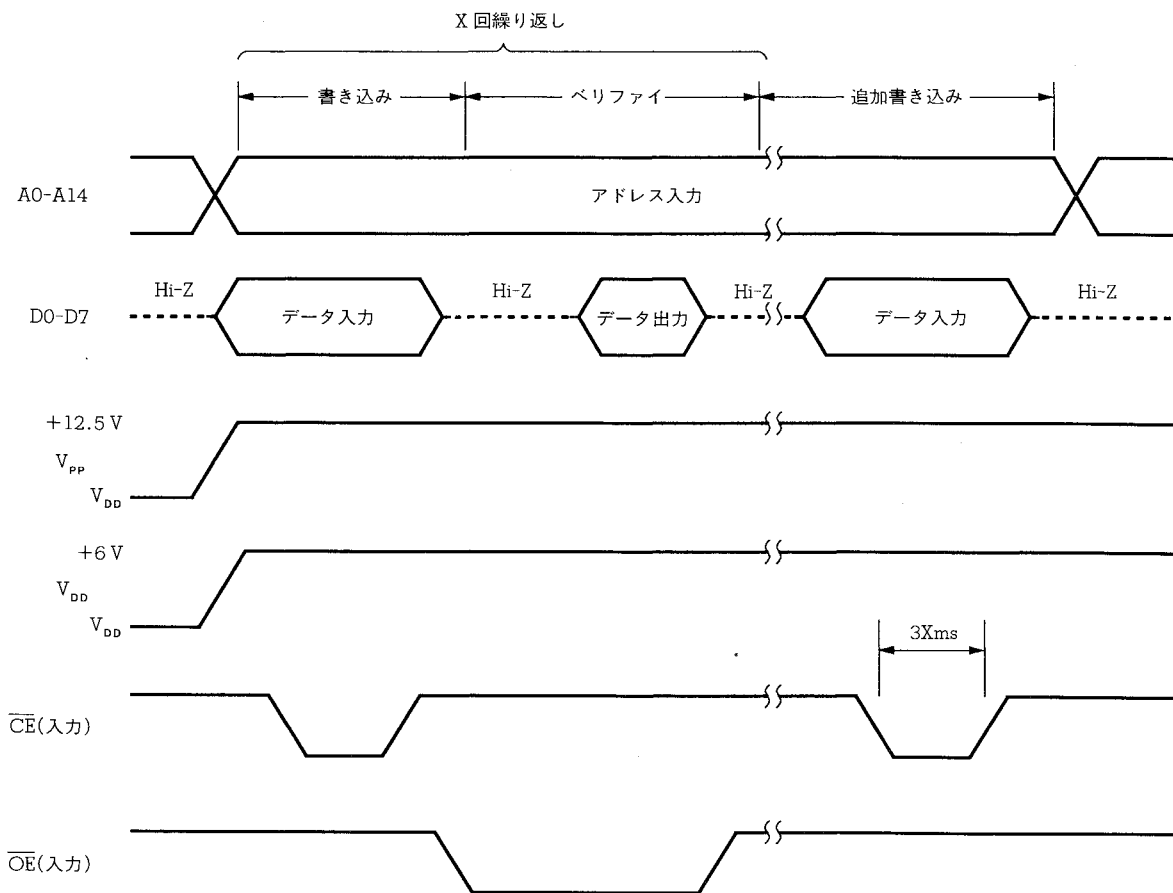 X 回繰り返し
書き込み
ベリファイ
追加書き込み
A0-A14
アドレス入力
Hi-Z
Hi-Z
Hi-Z
Hi-Z
D0-D7
データ入力
データ出力
データ入力
+12.5 V
VPP
VDD
+6 V
VDD
VDD
3Xms
CE(入力)
OE(入力)